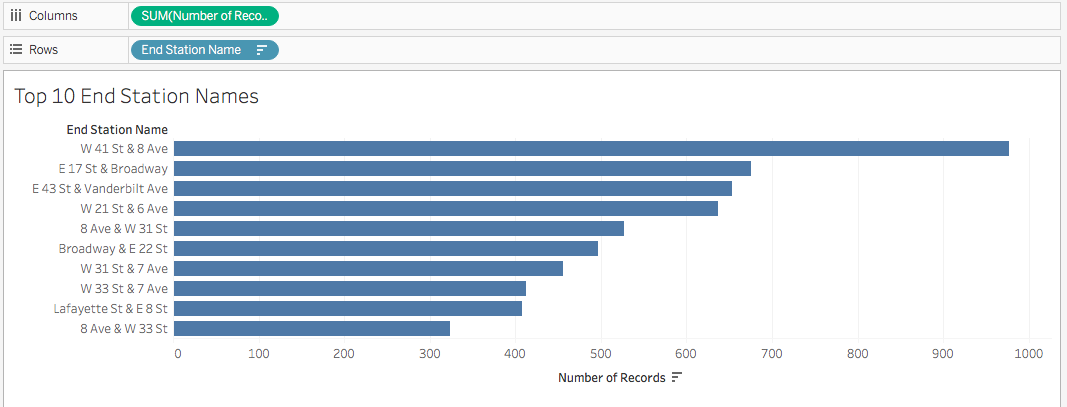 Columns SUM(Number of Reco..
Rows End Station Name
Top 10 End Station Names
End Station Name
W 41 St & 8 Ave
E 17 St & Broadway
E 43 St & Vanderbilt Ave
W 21 St & 6 Ave
8 Ave & W 31 St
Broadway & E 22 St
W 31 St & 7 Ave
W 33 St & 7 Ave
Lafayette St & E 8 St
8 Ave & W 33 St
0 100 200 300 400 500 600 700 800 900 1000
Number of Records